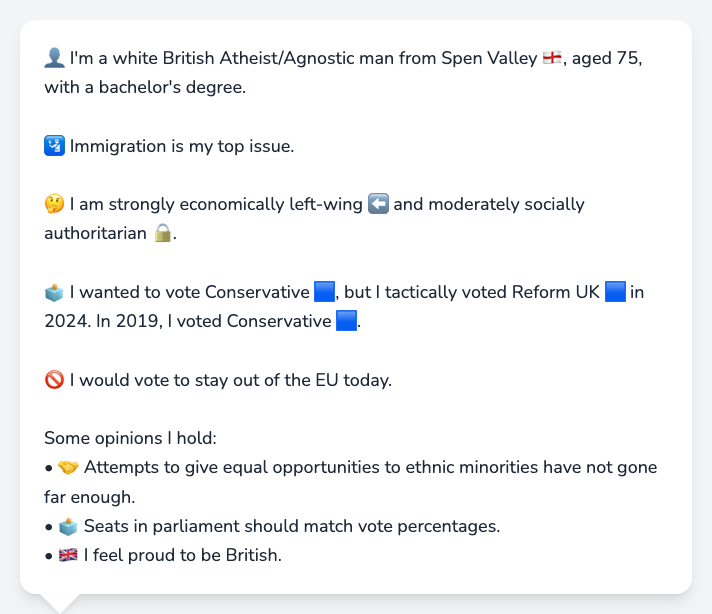 👤 I'm a white British Atheist/Agnostic man from Spen Valley 🏴󠁧󠁢󠁥󠁮󠁧󠁿, aged 75,
with a bachelor's degree.
🛂 Immigration is my top issue.
🤔 I am strongly economically left-wing ⬅️ and moderately socially
authoritarian 🔒.
🗳️ I wanted to vote Conservative 🟦, but I tactically voted Reform UK 🟦 in
2024. In 2019, I voted Conservative 🟦.
🚫 I would vote to stay out of the EU today.
Some opinions I hold:
• 🤝 Attempts to give equal opportunities to ethnic minorities have not gone
far enough.
• 🗳️ Seats in parliament should match vote percentages.
• 🇬🇧 I feel proud to be British.